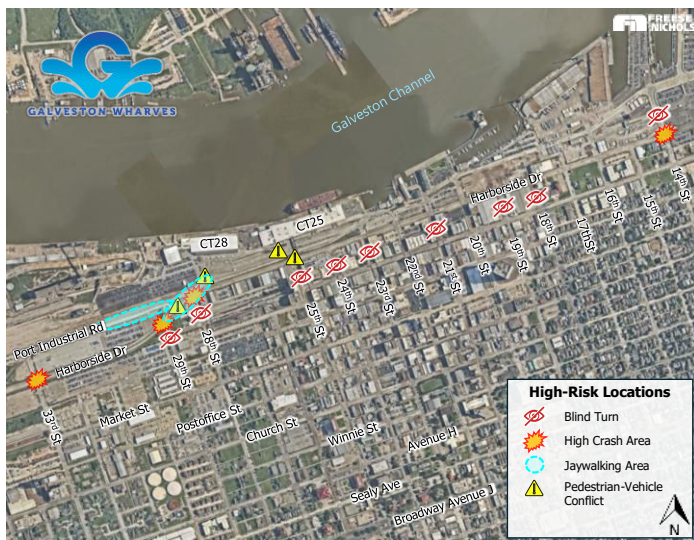 FREESE
NICHOLS
GALVESTON WHARVES
Galveston Channel
Harborside Dr
14th St
15th St
16th St
17th St
18th St
19th St
20th St
21st St
22nd St
23rd St
24th St
25th St
CT25
CT28
28th St
29th St
Port Industrial Rd
Harborside Dr
33rd St
Market St
Postoffice St
Church St
Winnie St
Avenue H
Sealy Ave
Broadway Avenue J
High-Risk Locations
Blind Turn
High Crash Area
Jaywalking Area
Pedestrian-Vehicle
Conflict
N